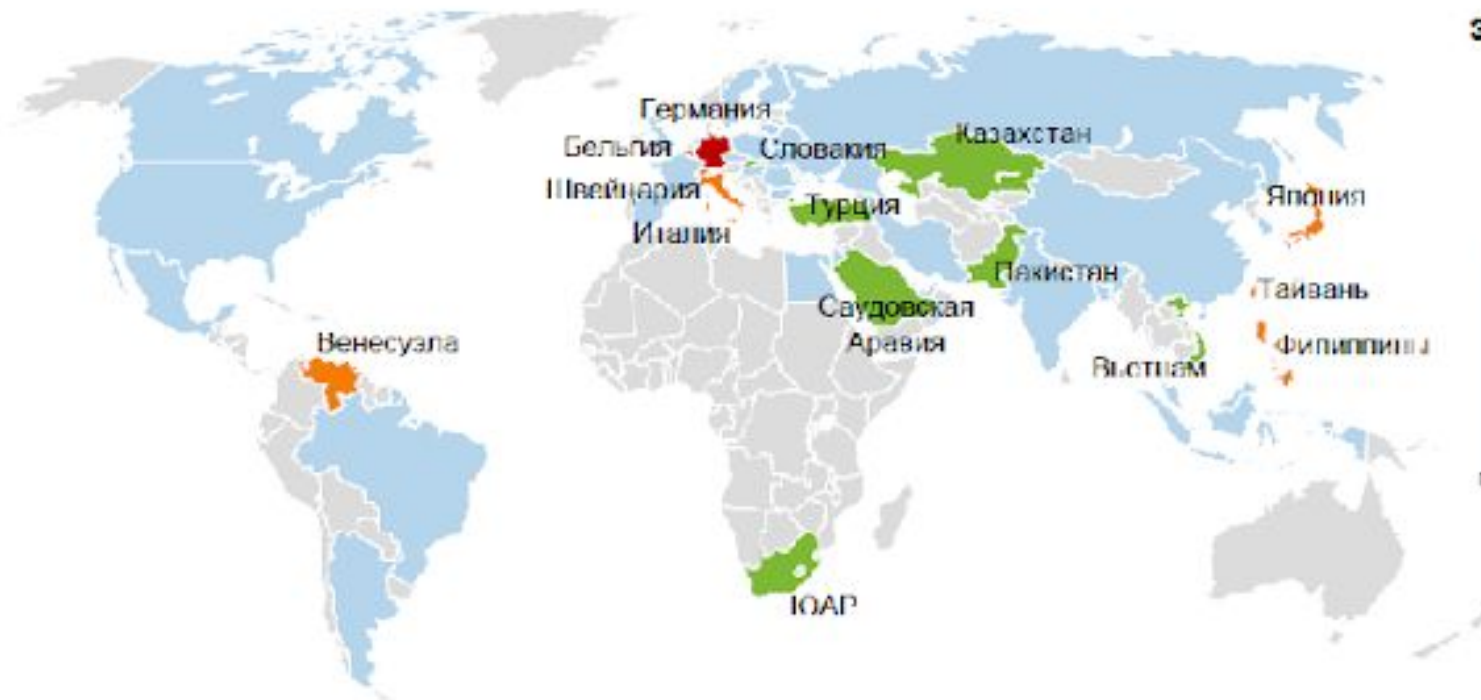 Германия
Бельгия
Словакия
Казахстан
Швейцария
Турция
Япония
Италия
Пакистан
Тайвань
Саудовская
Аравия
Венесуэла
Филиппины
Вьетнам
ЮАР